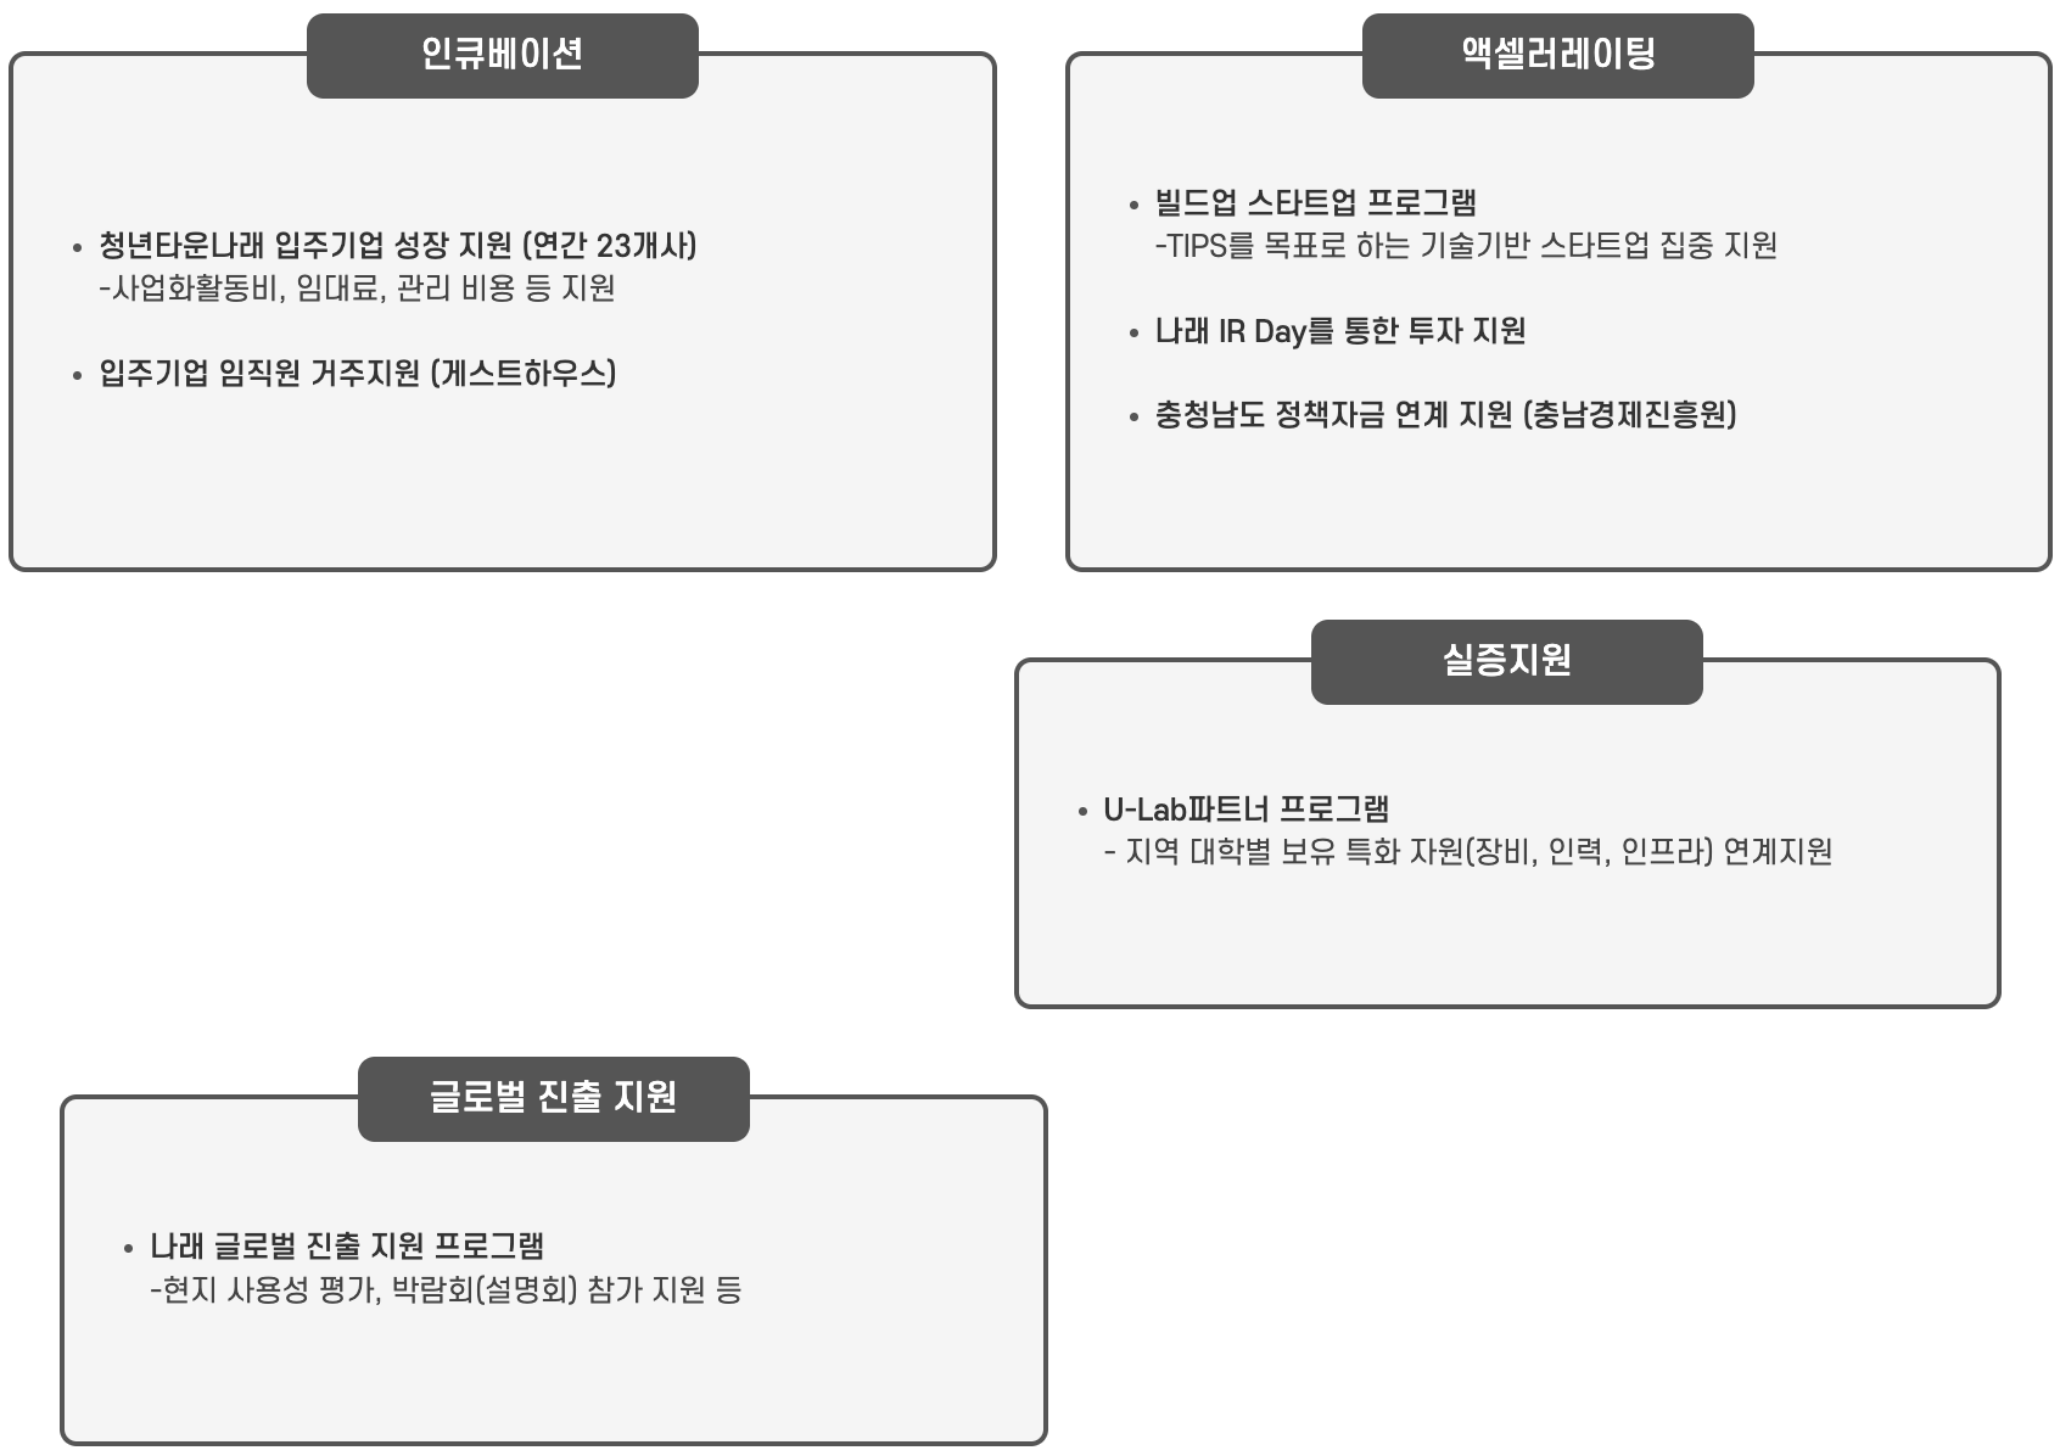 인큐베이션
• 청년타운나래 입주기업 성장 지원 (연간 23개사)
-사업화활동비, 임대료, 관리 비용 등 지원
• 입주기업 임직원 거주지원 (게스트하우스)
액셀러레이팅
• 빌드업 스타트업 프로그램
-TIPS를 목표로 하는 기술기반 스타트업 집중 지원
• 나래 IR Day를 통한 투자 지원
• 충청남도 정책자금 연계 지원 (충남경제진흥원)
실증지원
• U-Lab파트너 프로그램
- 지역 대학별 보유 특화 자원(장비, 인력, 인프라) 연계지원
글로벌 진출 지원
• 나래 글로벌 진출 지원 프로그램
-현지 사용성 평가, 박람회(설명회) 참가 지원 등